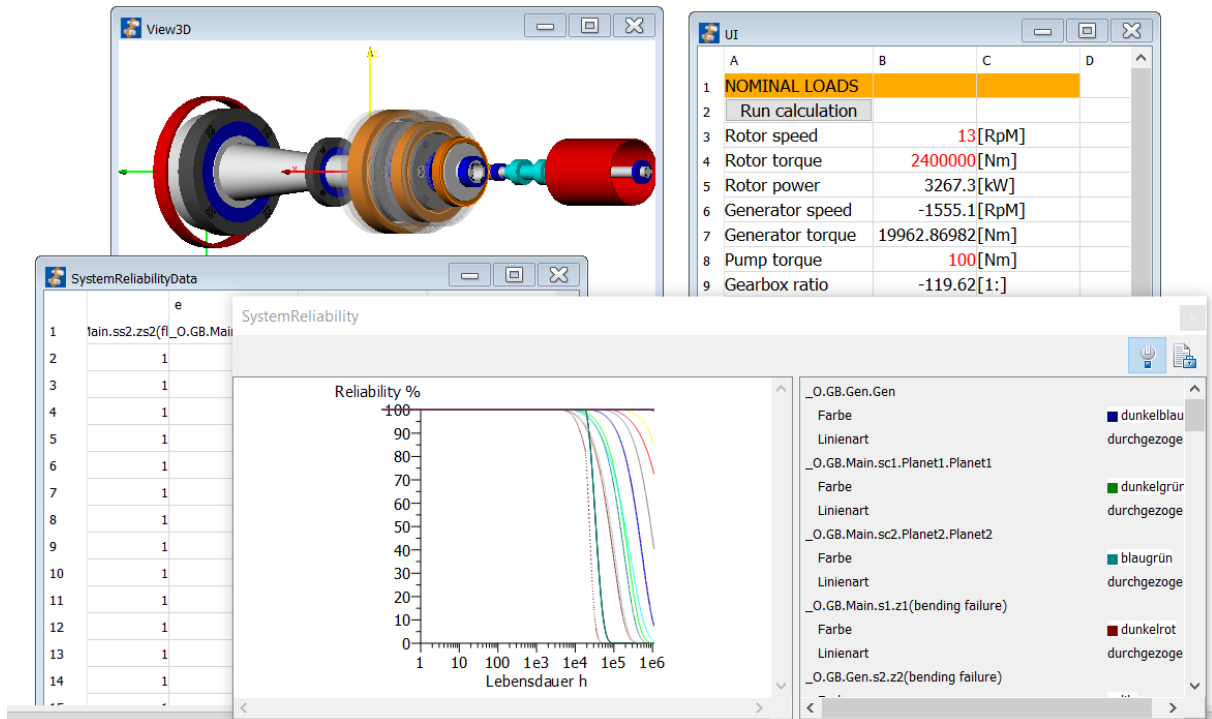 View3D
Z
x
UI
A B C D
1 NOMINAL LOADS
2 Run calculation
3 Rotor speed 13 [RpM]
4 Rotor torque 2400000 [Nm]
5 Rotor power 3267.3 [kW]
6 Generator speed -1555.1 [RpM]
7 Generator torque 19962.86982 [Nm]
8 Pump torque 100 [Nm]
9 Gearbox ratio -119.62 [1:]
SystemReliabilityData
e
1 Main.ss2.zs2(fl _O.GB.Mai
2 1
3 1
4 1
5 1
6 1
7 1
8 1
9 1
10 1
11 1
12 1
13 1
14 1
SystemReliability
Reliability %
100
90
80
70
60
50
40
30
20
10
0
1 10 100 1e3 1e4 1e5 1e6
Lebensdauer h
_O.GB.Gen.Gen
Farbe dunkelblau
Linienart durchgezoge
_O.GB.Main.sc1.Planet1.Planet1
Farbe dunkelgrür
Linienart durchgezoge
_O.GB.Main.sc2.Planet2.Planet2
Farbe blaugrün
Linienart durchgezoge
_O.GB.Main.s1.z1(bending failure)
Farbe dunkelrot
Linienart durchgezoge
_O.GB.Gen.s2.z2(bending failure)